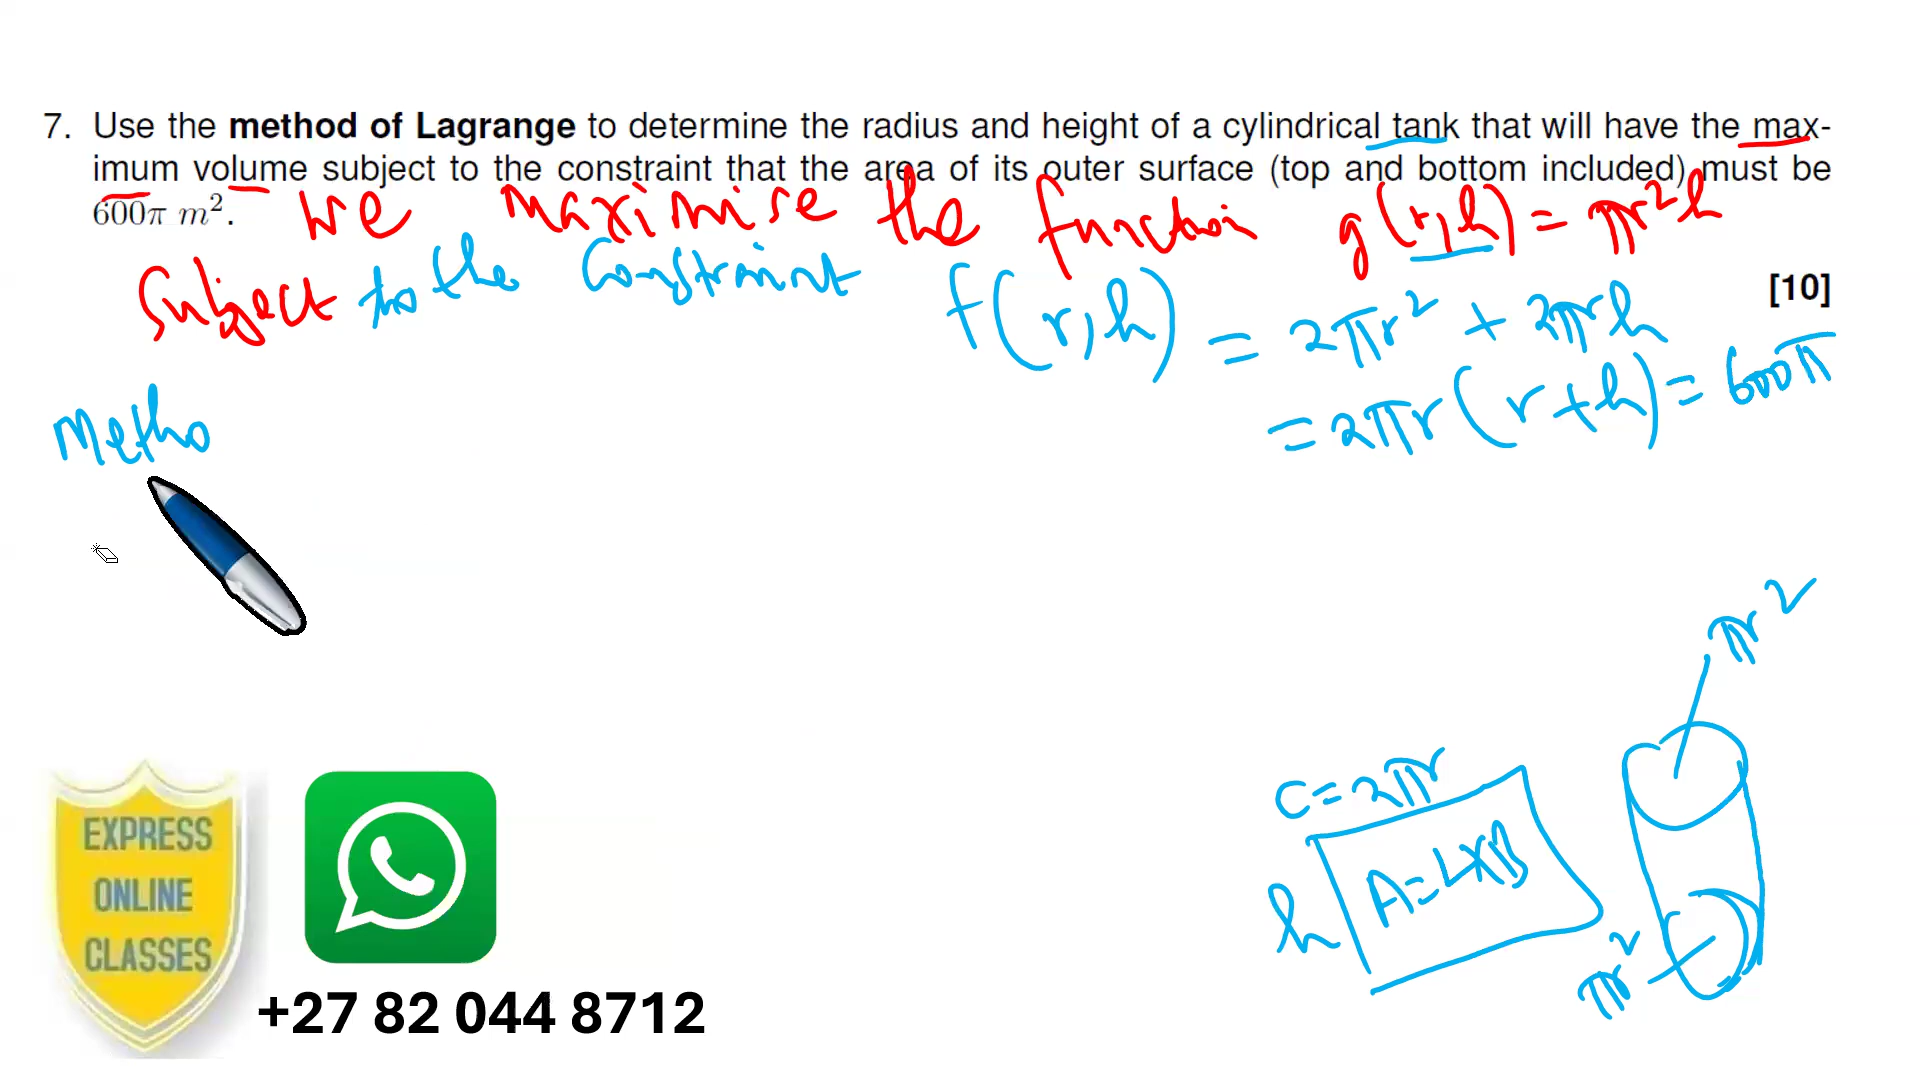 7. Use the method of Lagrange to determine the radius and height of a cylindrical tank that will have the max-
imum volume subject to the constraint that the area of its outer surface (top and bottom included) must be
600π m².
We maximise the function g(r,h) = πr²h
Subject to the constraint f(r,h) = 2πr² + 2πrh
[10]
= 2πr(r+h) = 600π
Metho
πr²
C=2πr
A=L×B
h
πr²
EXPRESS
ONLINE
CLASSES
+27 82 044 8712